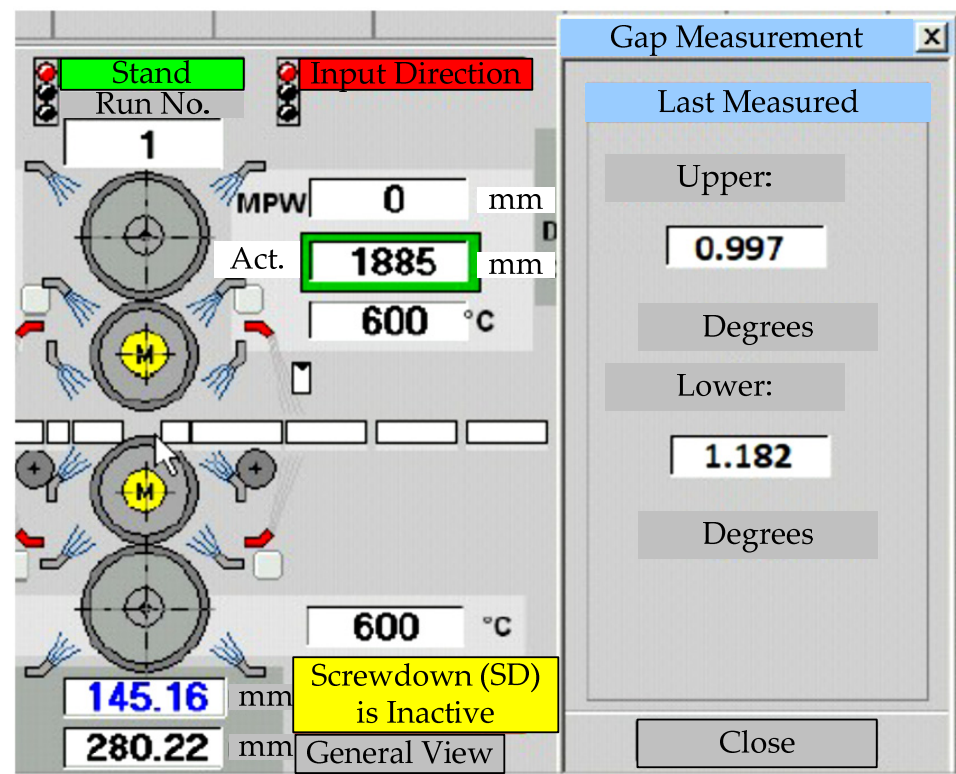 Gap Measurement
X
Stand
Input Direction
Run No.
1
Last Measured
Upper:
MPW 0 mm
Act. 1885 mm
0.997
600 °C
Degrees
M
Lower:
M
1.182
Degrees
600 °C
145.16 mm
Screwdown (SD)
is Inactive
280.22 mm
General View
Close